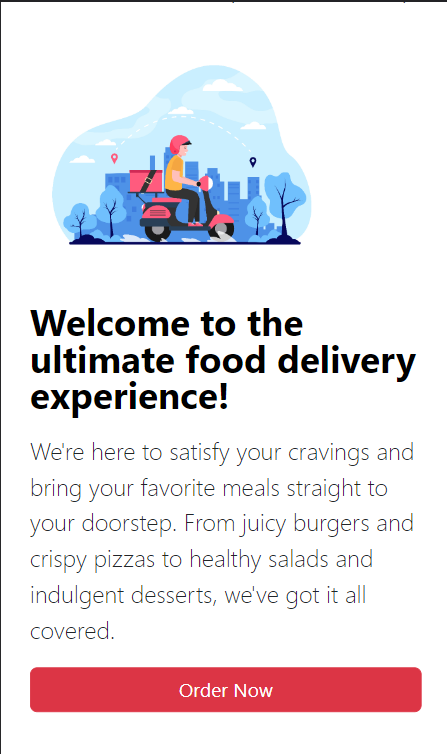 Welcome to the
ultimate food delivery
experience!
We're here to satisfy your cravings and
bring your favorite meals straight to
your doorstep. From juicy burgers and
crispy pizzas to healthy salads and
indulgent desserts, we've got it all
covered.
Order Now